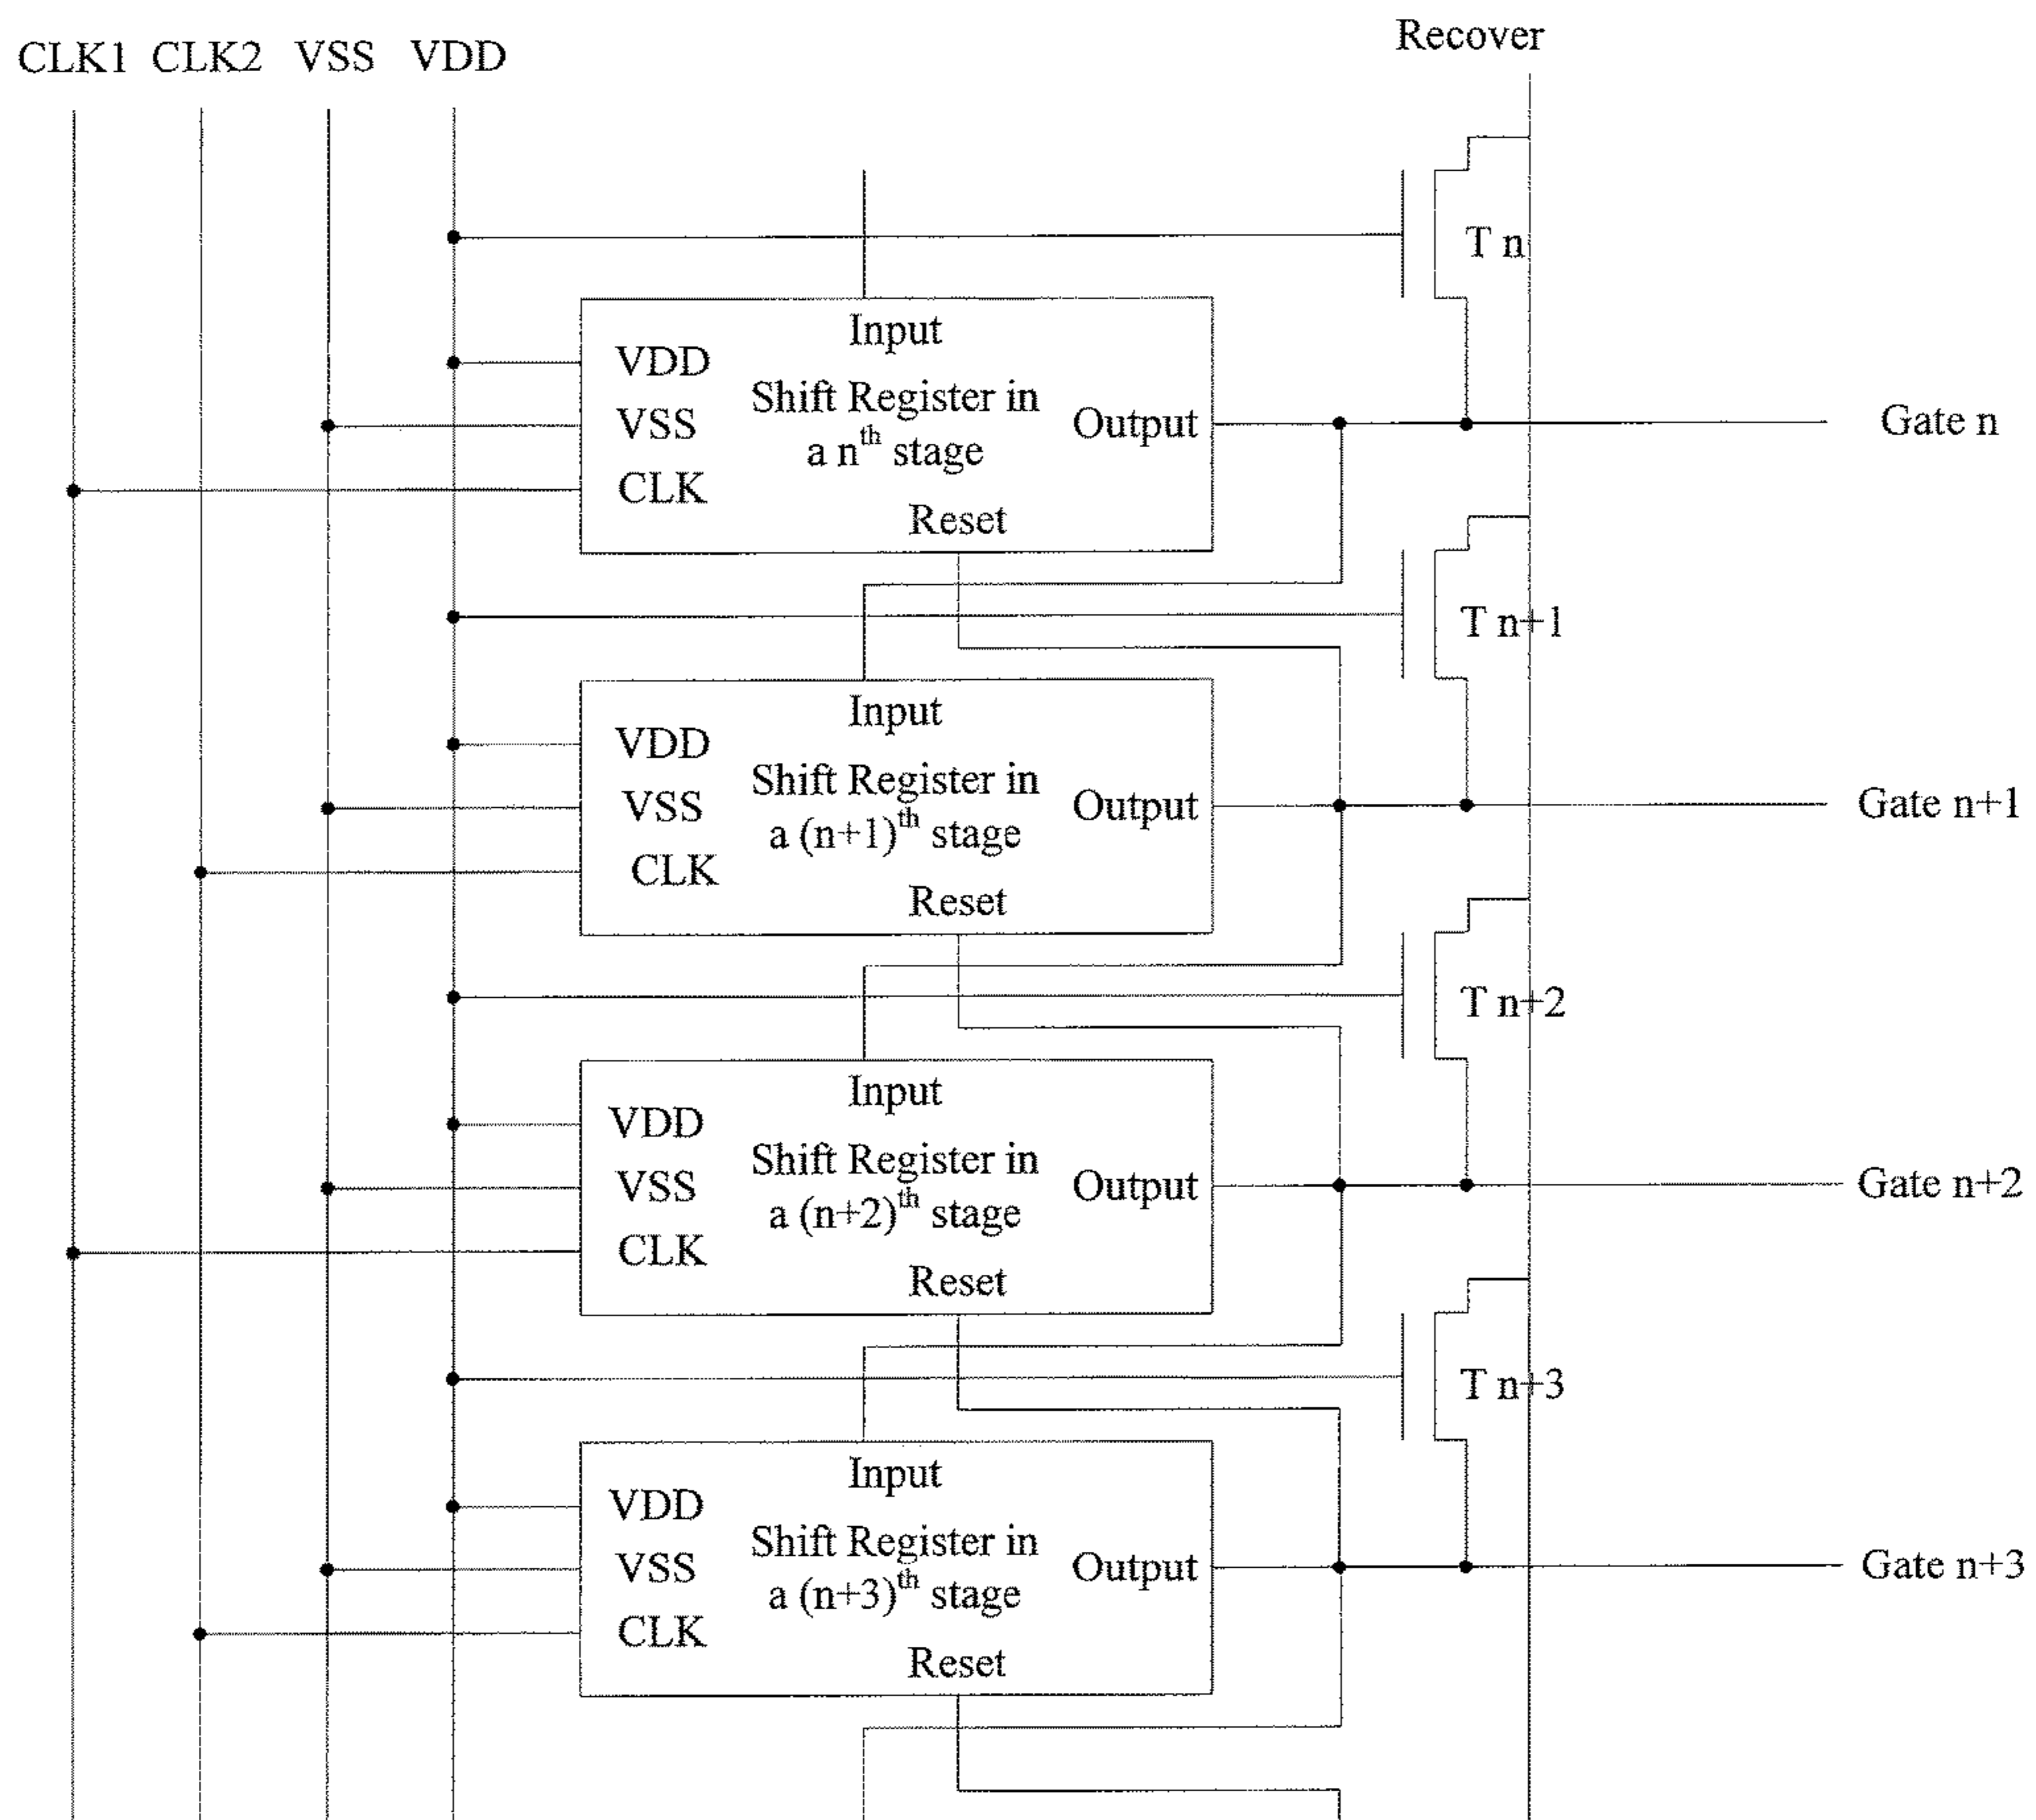 CLK1 CLK2 VSS VDD Recover
T n
Input
VDD
Shift Register in
VSS
a nth stage
Output
Gate n
CLK
Reset
T n+1
Input
VDD
Shift Register in
VSS
a (n+1)th stage
Output
Gate n+1
CLK
Reset
T n+2
Input
VDD
Shift Register in
VSS
a (n+2)th stage
Output
Gate n+2
CLK
Reset
T n+3
Input
VDD
Shift Register in
VSS
a (n+3)th stage
Output
Gate n+3
CLK
Reset